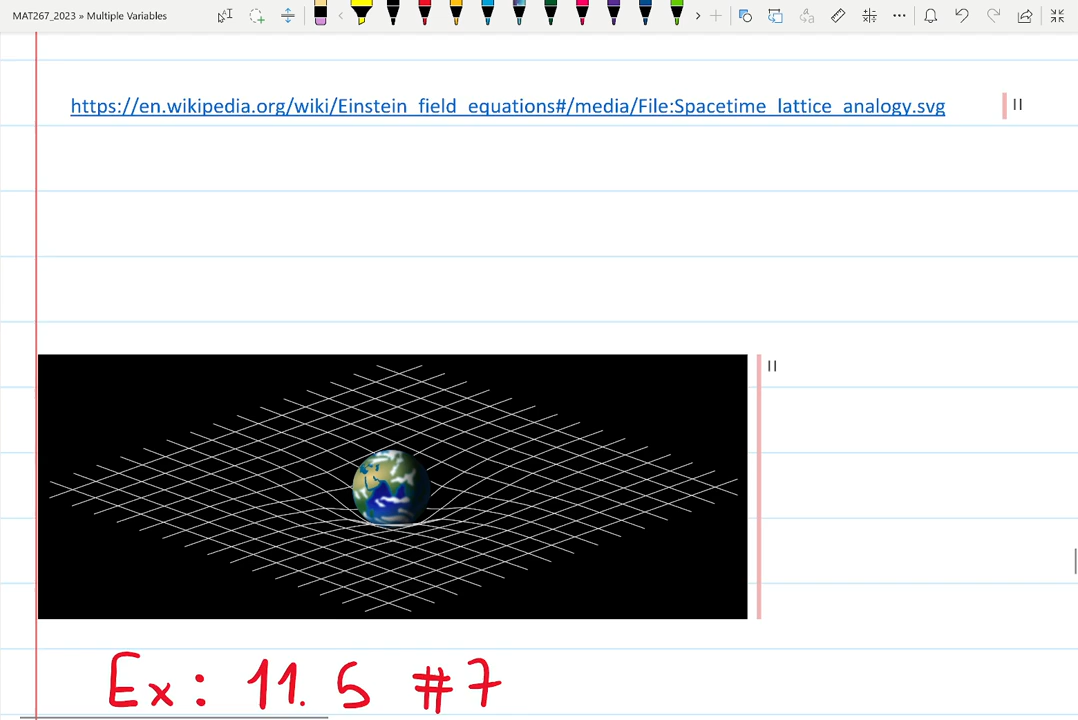 MAT267_2023 » Multiple Variables
https://en.wikipedia.org/wiki/Einstein_field_equations#/media/File:Spacetime_lattice_analogy.svg
Ex: 11.5 #7